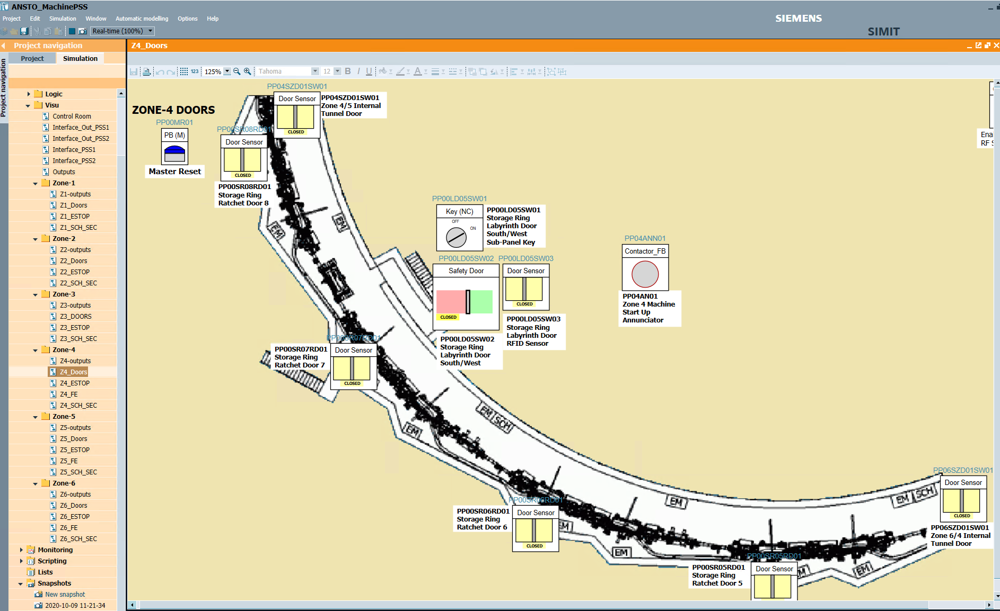 ANSTO_MachinePSS
Project Edit Simulation Window Automatic modelling Options Help
SIEMENS
SIMIT
Real-time (100%)
Project navigation
Project Simulation
Project navigation
Logic
Visu
Control Room
Interface_Out_PSS1
Interface_Out_PSS2
Interface_PSS1
Interface_PSS2
Outputs
Zone-1
Z1-outputs
Z1_Doors
Z1_ESTOP
Z1_SCH_SEC
Zone-2
Z2-outputs
Z2_Doors
Z2_ESTOP
Z2_SCH_SEC
Zone-3
Z3-outputs
Z3_DOORS
Z3_ESTOP
Z3_SCH_SEC
Zone-4
Z4-outputs
Z4_Doors
Z4_ESTOP
Z4_FE
Z4_SCH_SEC
Zone-5
Z5-outputs
Z5_Doors
Z5_ESTOP
Z5_FE
Z5_SCH_SEC
Zone-6
Z6-outputs
Z6_Doors
Z6_ESTOP
Z6_FE
Z6_SCH_SEC
Monitoring
Scripting
Lists
Snapshots
New snapshot
2020-10-09 11-21-34
Z4_Doors
123 125% Tahoma 12 B I U A
ZONE-4 DOORS
PP00MR01
PB (M)
Master Reset
PP04SZD01SW01
Door Sensor
CLOSED
PP04SZD01SW01
Zone 4/5 Internal
Tunnel Door
PP00SR08RD01
Door Sensor
CLOSED
PP00SR08RD01
Storage Ring
Ratchet Door 8
EM
EM
PP00LD05SW01
Key (NC)
OFF
ON
PP00LD05SW01
Storage Ring
Labyrinth Door
South/West
Sub-Panel Key
PP00LD05SW02
Safety Door
CLOSED
PP00LD05SW02
Storage Ring
Labyrinth Door
South/West
PP00LD05SW03
Door Sensor
CLOSED
PP00LD05SW03
Storage Ring
Labyrinth Door
RFID Sensor
PP04ANN01
Contactor_FB
PP04AN01
Zone 4 Machine
Start Up
Annunciator
Ena
RF S
PP00SR07RD01
Door Sensor
CLOSED
PP00SR07RD01
Storage Ring
Ratchet Door 7
EM SCH
EM
PP00SR06RD01
Door Sensor
CLOSED
PP00SR06RD01
Storage Ring
Ratchet Door 6
EM
EM
EM
EM SCH
PP06SZD01SW01
Door Sensor
CLOSED
PP06SZD01SW01
Zone 6/4 Internal
Tunnel Door
PP00SR05RD01
Door Sensor
PP00SR05RD01
Storage Ring
Ratchet Door 5
EM
EM